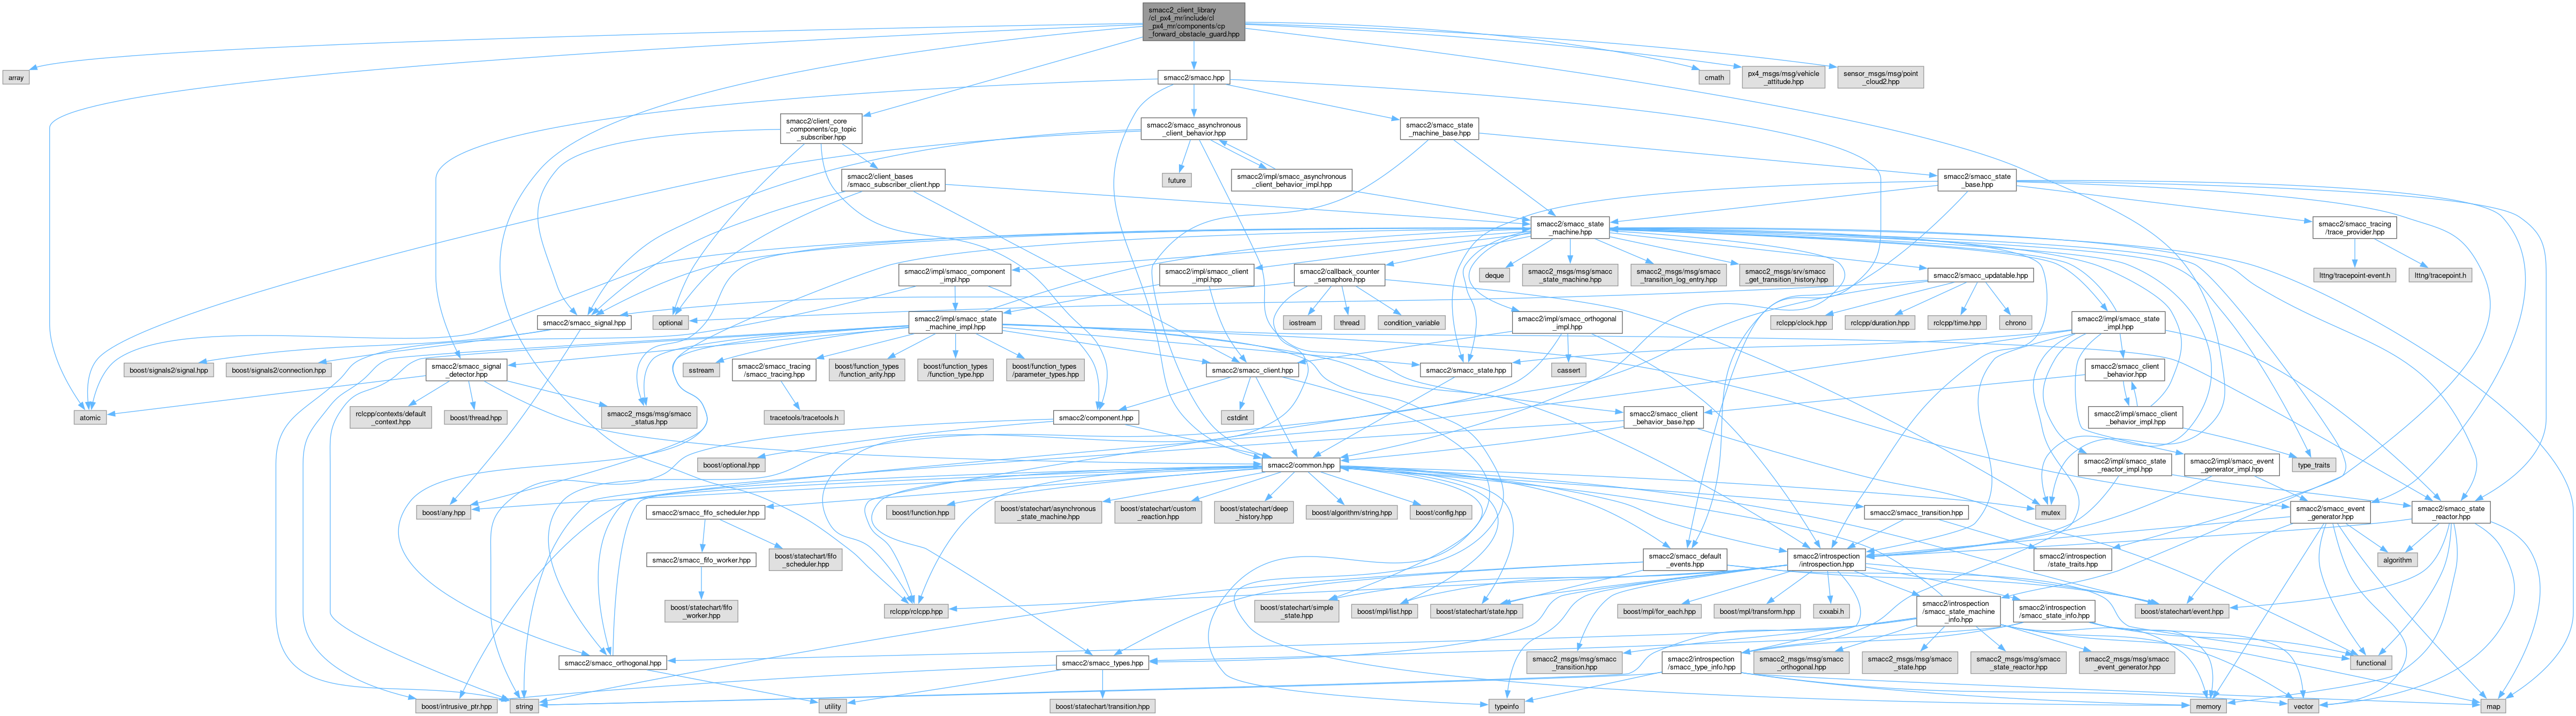 smacc2_client_library
/cl_px4_mr/include/cl
_px4_mr/components/cp
_forward_obstacle_guard.hpp
array
smacc2/smacc.hpp
cmath
px4_msgs/msg/vehicle
_attitude.hpp
sensor_msgs/msg/point
_cloud2.hpp
smacc2/client_core
_components/cp_topic
_subscriber.hpp
smacc2/smacc_asynchronous
_client_behavior.hpp
smacc2/smacc_state
_machine_base.hpp
smacc2/client_bases
/smacc_subscriber_client.hpp
future
smacc2/impl/smacc_asynchronous
_client_behavior_impl.hpp
smacc2/smacc_state
_base.hpp
smacc2/smacc_state
_machine.hpp
smacc2/smacc_tracing
/trace_provider.hpp
smacc2/impl/smacc_component
_impl.hpp
smacc2/impl/smacc_client
_impl.hpp
smacc2/callback_counter
_semaphore.hpp
deque
smacc2_msgs/msg/smacc
_state_machine.hpp
smacc2_msgs/msg/smacc
_transition_log_entry.hpp
smacc2_msgs/srv/smacc
_get_transition_history.hpp
smacc2/smacc_updatable.hpp
lttng/tracepoint-event.h
lttng/tracepoint.h
smacc2/smacc_signal.hpp
optional
smacc2/impl/smacc_state
_machine_impl.hpp
iostream
thread
condition_variable
smacc2/impl/smacc_orthogonal
_impl.hpp
rclcpp/clock.hpp
rclcpp/duration.hpp
rclcpp/time.hpp
chrono
smacc2/impl/smacc_state
_impl.hpp
boost/signals2/signal.hpp
boost/signals2/connection.hpp
smacc2/smacc_signal
_detector.hpp
sstream
smacc2/smacc_tracing
/smacc_tracing.hpp
boost/function_types
/function_arity.hpp
boost/function_types
/function_type.hpp
boost/function_types
/parameter_types.hpp
smacc2/smacc_client.hpp
cassert
smacc2/smacc_state.hpp
smacc2/smacc_client
_behavior.hpp
atomic
rclcpp/contexts/default
_context.hpp
boost/thread.hpp
smacc2_msgs/msg/smacc
_status.hpp
tracetools/tracetools.h
smacc2/component.hpp
cstdint
smacc2/smacc_client
_behavior_base.hpp
smacc2/impl/smacc_client
_behavior_impl.hpp
boost/optional.hpp
smacc2/common.hpp
smacc2/impl/smacc_state
_reactor_impl.hpp
smacc2/impl/smacc_event
_generator_impl.hpp
type_traits
boost/any.hpp
smacc2/smacc_fifo_scheduler.hpp
boost/function.hpp
boost/statechart/asynchronous
_state_machine.hpp
boost/statechart/custom
_reaction.hpp
boost/statechart/deep
_history.hpp
boost/algorithm/string.hpp
boost/config.hpp
smacc2/smacc_transition.hpp
mutex
smacc2/smacc_event
_generator.hpp
smacc2/smacc_state
_reactor.hpp
smacc2/smacc_fifo_worker.hpp
boost/statechart/fifo
_scheduler.hpp
smacc2/smacc_default
_events.hpp
smacc2/introspection
/introspection.hpp
smacc2/introspection
/state_traits.hpp
algorithm
boost/statechart/fifo
_worker.hpp
rclcpp/rclcpp.hpp
boost/statechart/simple
_state.hpp
boost/mpl/list.hpp
boost/statechart/state.hpp
boost/mpl/for_each.hpp
boost/mpl/transform.hpp
cxxabi.h
smacc2/introspection
/smacc_state_machine
_info.hpp
smacc2/introspection
/smacc_state_info.hpp
boost/statechart/event.hpp
smacc2/smacc_orthogonal.hpp
smacc2/smacc_types.hpp
smacc2_msgs/msg/smacc
_transition.hpp
smacc2/introspection
/smacc_type_info.hpp
smacc2_msgs/msg/smacc
_orthogonal.hpp
smacc2_msgs/msg/smacc
_state.hpp
smacc2_msgs/msg/smacc
_state_reactor.hpp
smacc2_msgs/msg/smacc
_event_generator.hpp
functional
boost/intrusive_ptr.hpp
string
utility
boost/statechart/transition.hpp
typeinfo
memory
vector
map